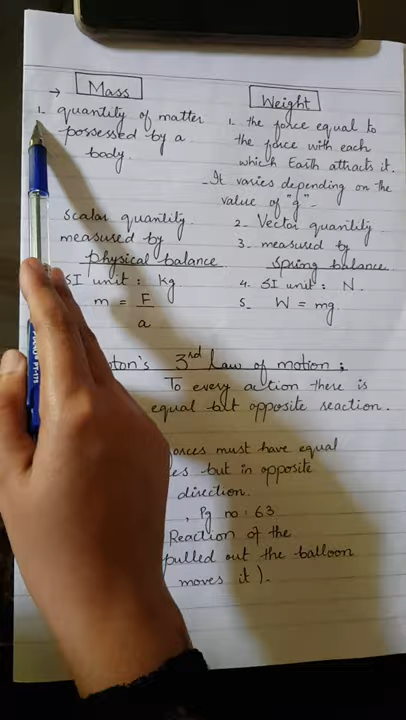 → Mass
1. quantity of matter
possessed by a
body.
scalar quantity.
measured by
physical balance
SI unit : kg
m = F
a
Weight
1. the force equal to
the force with each
which Earth attracts it.
- It varies depending on the
value of "g".
2. Vector quantity
3. measured by
spring balance
4. SI unit : N.
5. W = mg.
3rd Law of motion :
To every action there is
equal but opposite reaction.
must have equal
but in opposite
direction.
, Pg no : 63
Reaction of the
pulled out the balloon
moves it ).